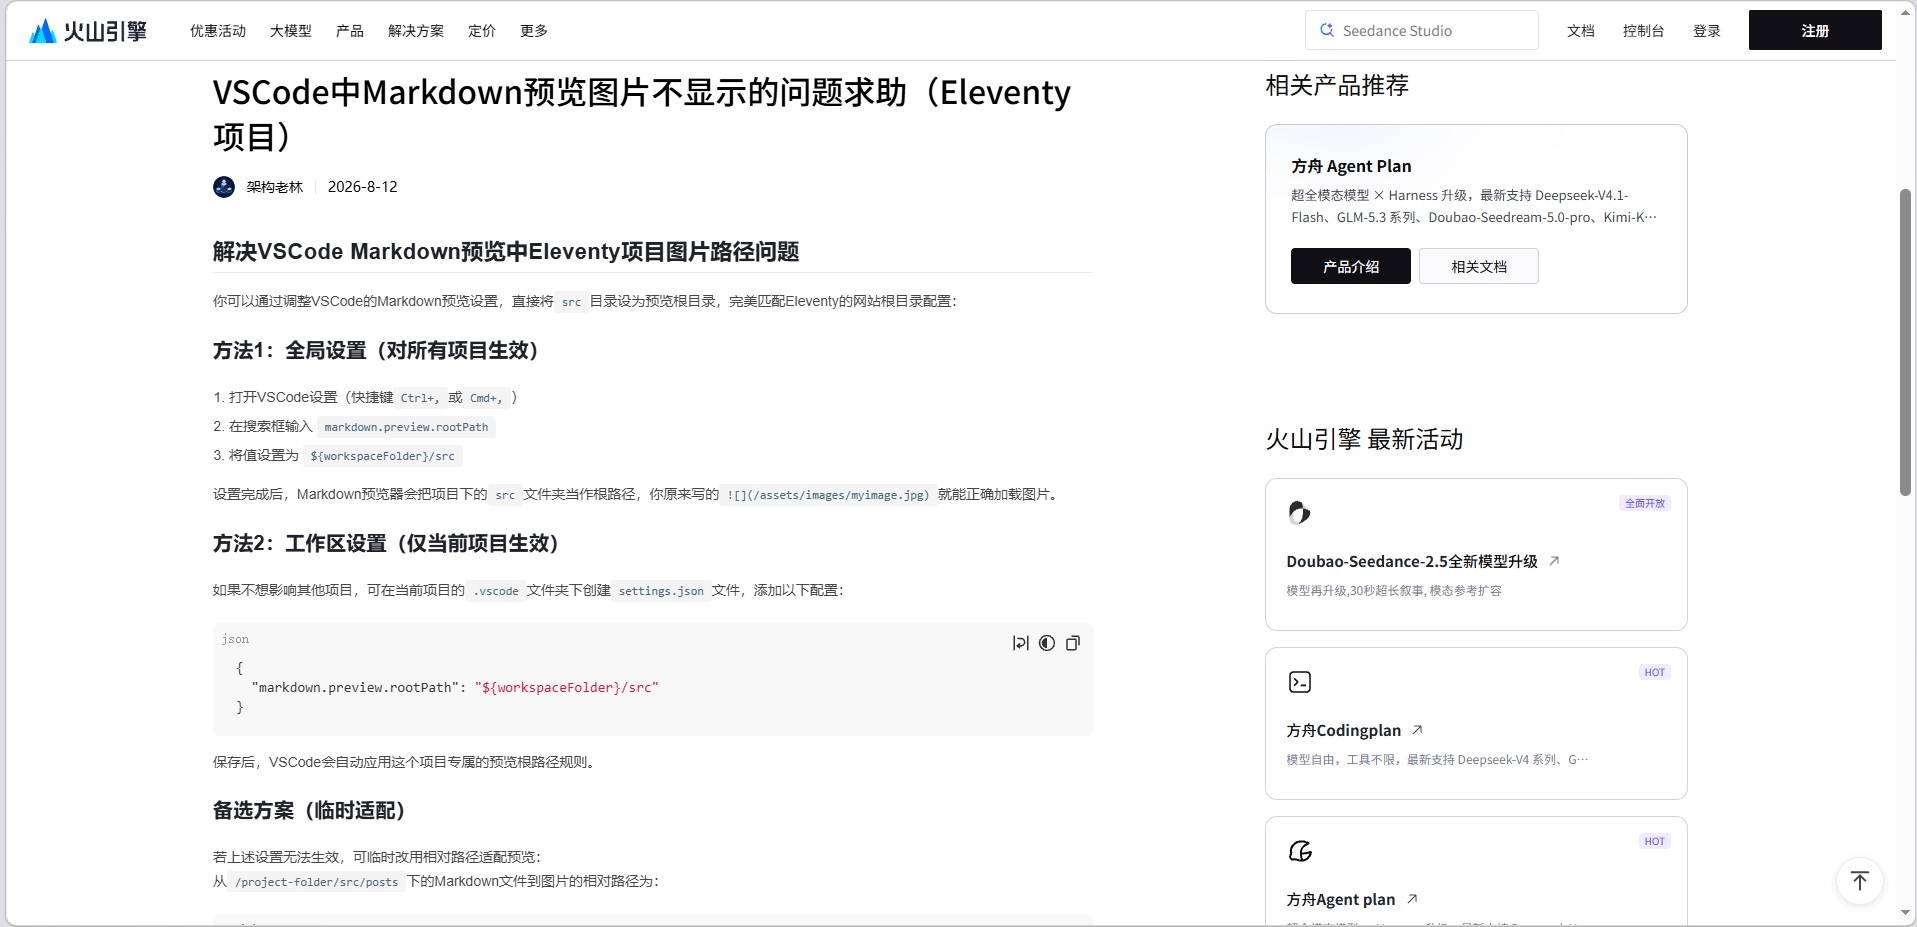 火山引擎
优惠活动 大模型 产品 解决方案 定价 更多
Seedance Studio
文档 控制台 登录 注册
VSCode中Markdown预览图片不显示的问题求助（Eleventy
项目）
架构老林 2026-8-12
解决VSCode Markdown预览中Eleventy项目图片路径问题
你可以通过调整VSCode的Markdown预览设置，直接将 src 目录设为预览根目录，完美匹配Eleventy的网站根目录配置：
方法1：全局设置（对所有项目生效）
1. 打开VSCode设置（快捷键 Ctrl+, 或 Cmd+, ）
2. 在搜索框输入 markdown.preview.rootPath
3. 将值设置为 ${workspaceFolder}/src
设置完成后，Markdown预览器会把项目下的 src 文件夹当作根路径，你原来写的 ![](/assets/images/myimage.jpg) 就能正确加载图片。
方法2：工作区设置（仅当前项目生效）
如果不想影响其他项目，可在当前项目的 .vscode 文件夹下创建 settings.json 文件，添加以下配置：
json
{
"markdown.preview.rootPath": "${workspaceFolder}/src"
}
保存后，VSCode会自动应用这个项目专属的预览根路径规则。
备选方案（临时适配）
若上述设置无法生效，可临时改用相对路径适配预览：
从 /project-folder/src/posts 下的Markdown文件到图片的相对路径为：
相关产品推荐
方舟 Agent Plan
超全模态模型 × Harness 升级，最新支持 Deepseek-V4.1-
Flash、GLM-5.3 系列、Doubao-Seedream-5.0-pro、Kimi-K…
产品介绍 相关文档
火山引擎 最新活动
全面开放
Doubao-Seedance-2.5全新模型升级
模型再升级,30秒超长叙事, 模态参考扩容
HOT
方舟Codingplan
模型自由，工具不限，最新支持 Deepseek-V4 系列、G…
HOT
方舟Agent plan